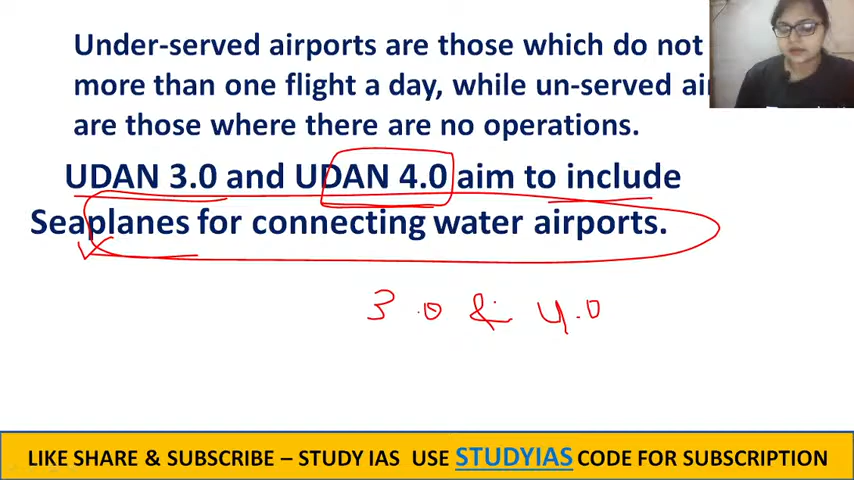 Under-served airports are those which do not
more than one flight a day, while un-served
are those where there are no operations.
UDAN 3.0 and UDAN 4.0 aim to include
Seaplanes for connecting water airports.
3.0 & 4.0
LIKE SHARE & SUBSCRIBE – STUDY IAS USE STUDYIAS CODE FOR SUBSCRIPTION